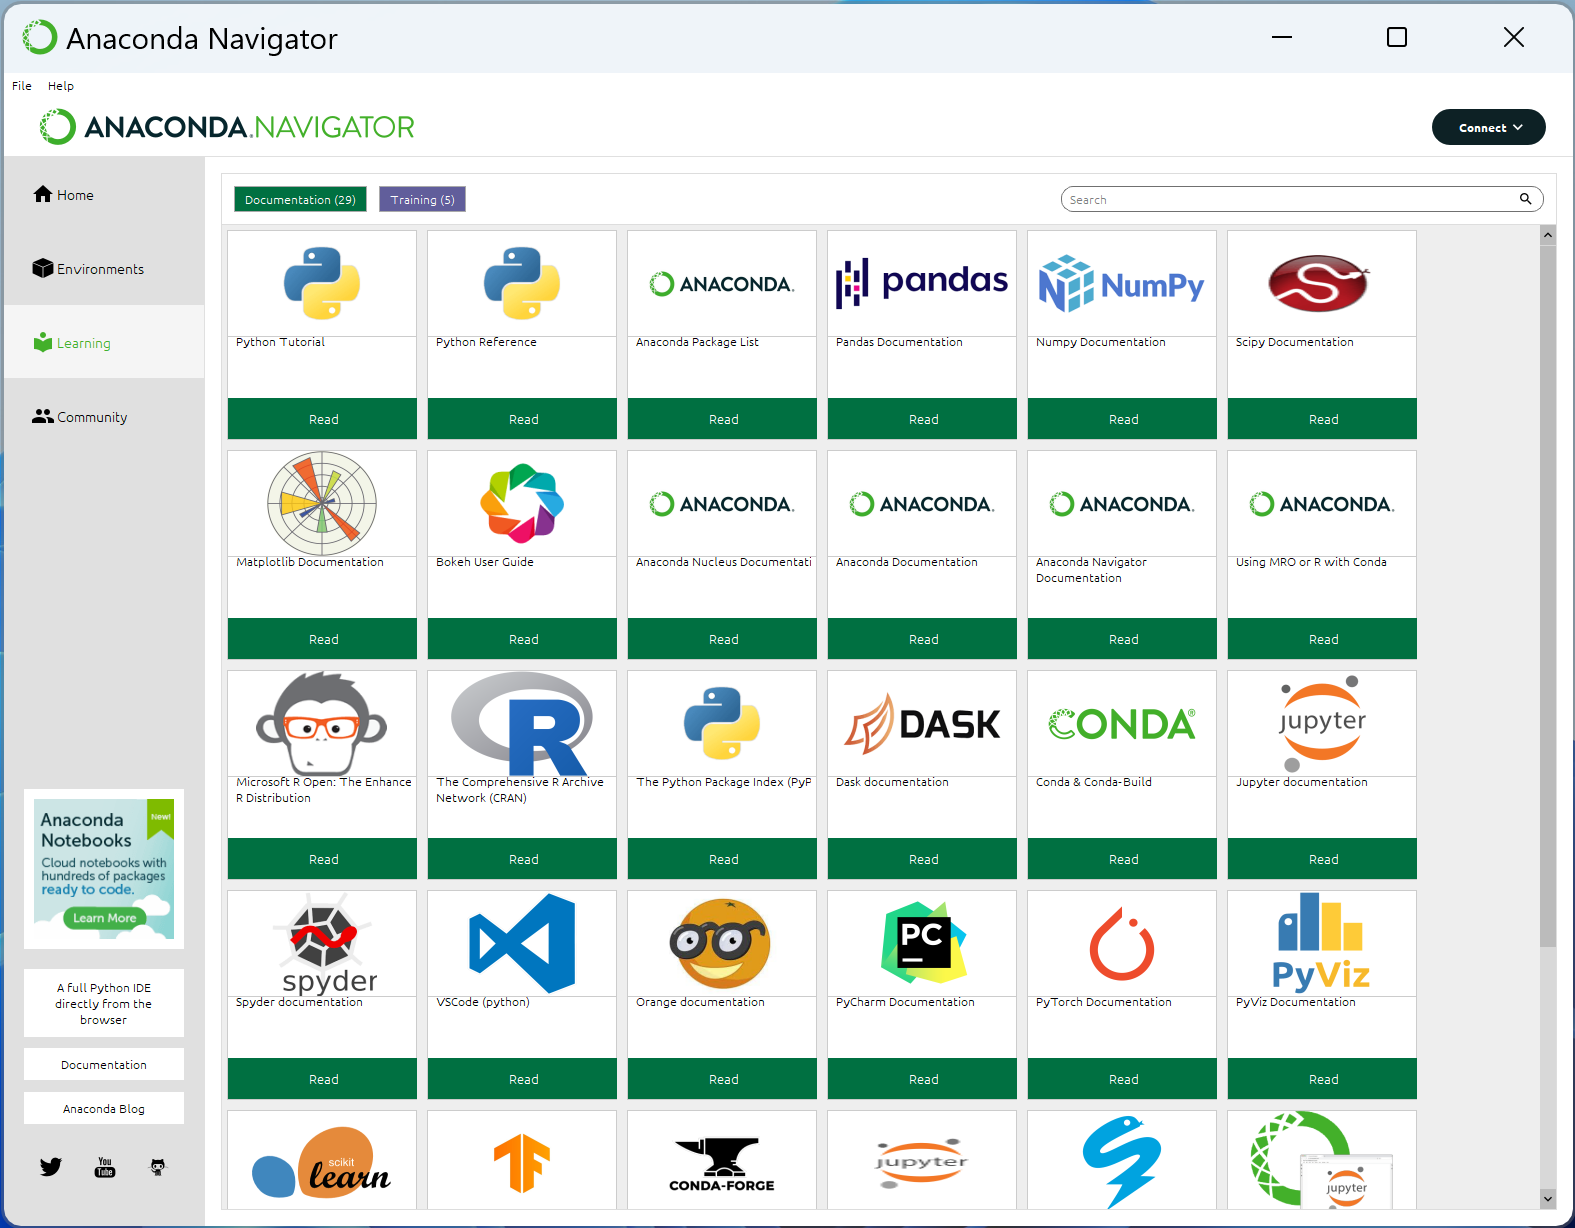 Anaconda Navigator
File Help
ANACONDA.NAVIGATOR
Connect
Home
Environments
Learning
Community
Documentation (29) Training (5) Search
ANACONDA. pandas NumPy
Python Tutorial Python Reference Anaconda Package List Pandas Documentation Numpy Documentation Scipy Documentation
Read Read Read Read Read Read
ANACONDA. ANACONDA. ANACONDA. ANACONDA.
Matplotlib Documentation Bokeh User Guide Anaconda Nucleus Documentati Anaconda Documentation Anaconda Navigator Using MRO or R with Conda
Documentation
Read Read Read Read Read Read
R DASK CONDA® jupyter
Microsoft R Open: The Enhance The Comprehensive R Archive The Python Package Index (PyP Dask documentation Conda & Conda-Build Jupyter documentation
R Distribution Network (CRAN)
Read Read Read Read Read Read
spyder PC PyViz
Spyder documentation VSCode (python) Orange documentation PyCharm Documentation PyTorch Documentation PyViz Documentation
Read Read Read Read Read Read
scikit
learn CONDA-FORGE jupyter jupyter
Anaconda New!
Notebooks
Cloud notebooks with
hundreds of packages
ready to code.
Learn More
A full Python IDE
directly from the
browser
Documentation
Anaconda Blog
You
Tube